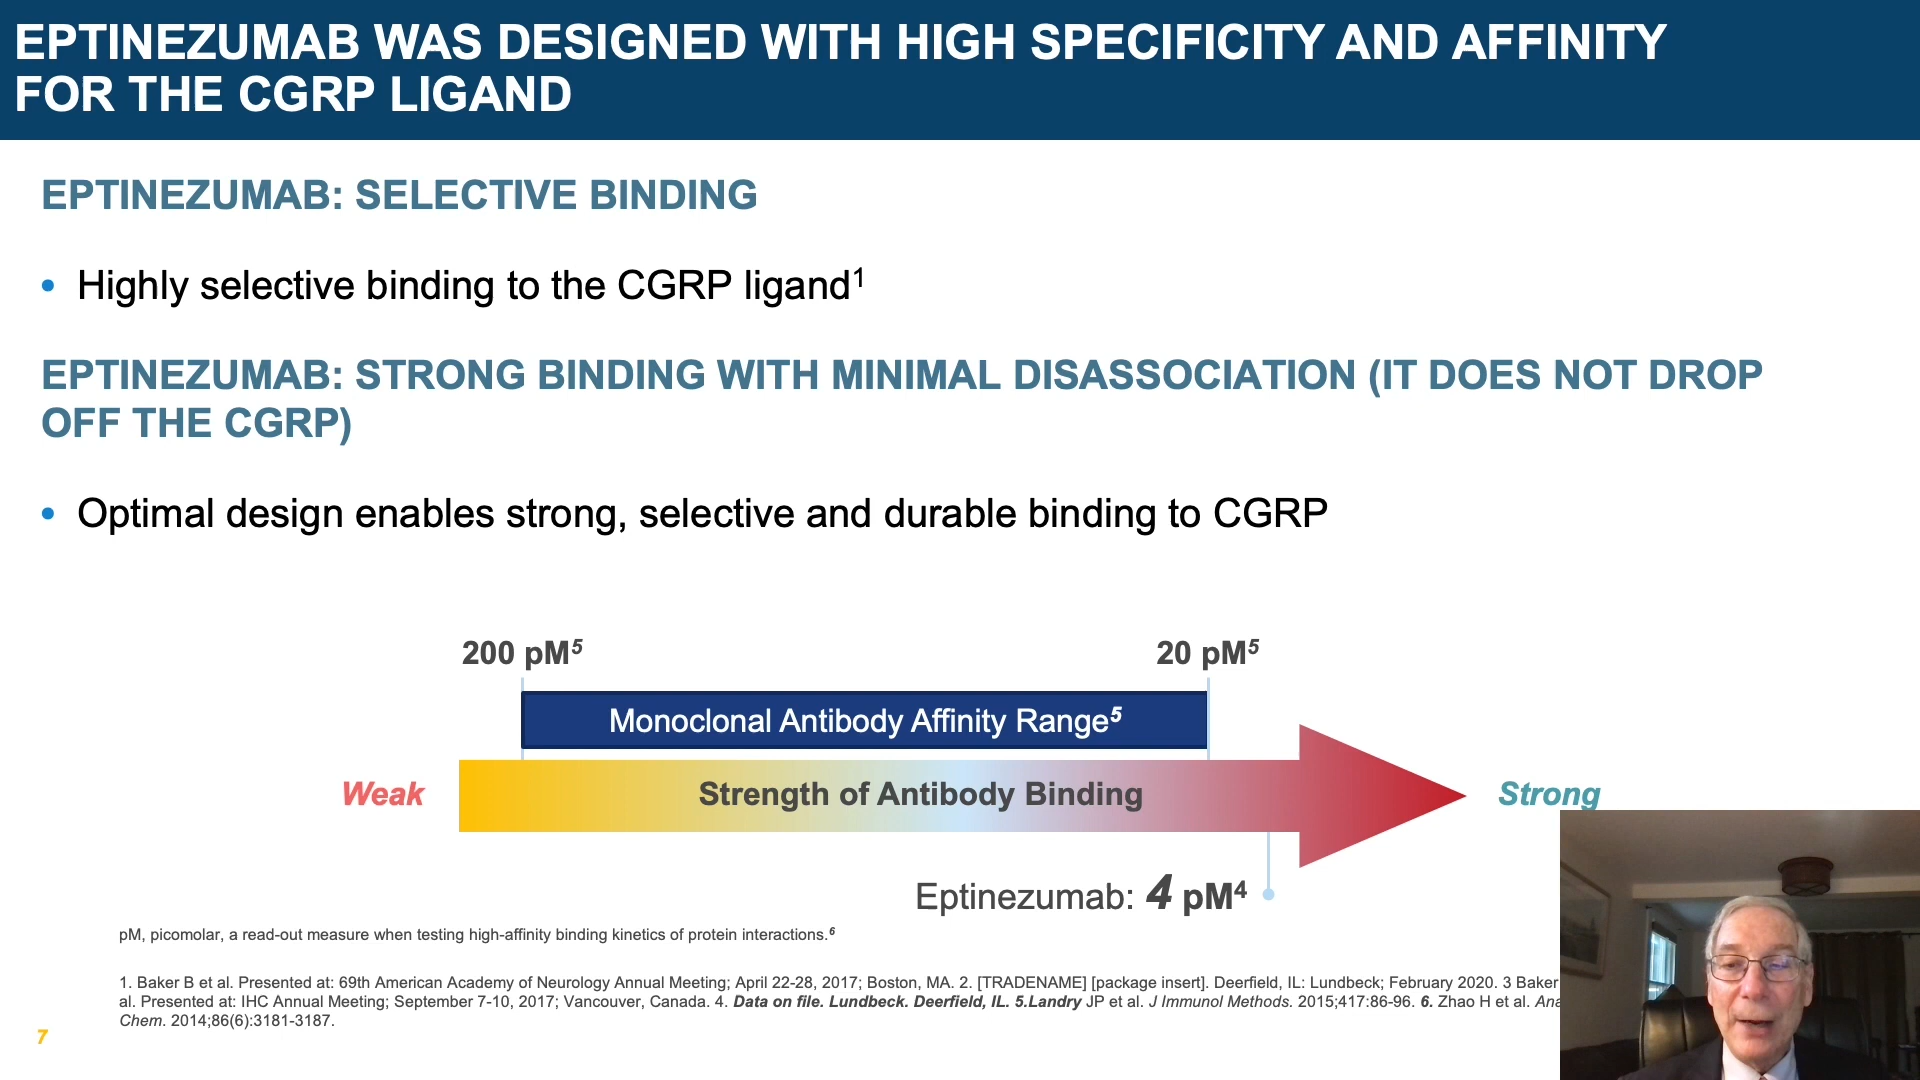 EPTINEZUMAB WAS DESIGNED WITH HIGH SPECIFICITY AND AFFINITY
FOR THE CGRP LIGAND
EPTINEZUMAB: SELECTIVE BINDING
• Highly selective binding to the CGRP ligand1
EPTINEZUMAB: STRONG BINDING WITH MINIMAL DISASSOCIATION (IT DOES NOT DROP
OFF THE CGRP)
• Optimal design enables strong, selective and durable binding to CGRP
200 pM5
20 pM5
Monoclonal Antibody Affinity Range5
Weak
Strength of Antibody Binding
Strong
Eptinezumab: 4 pM4
pM, picomolar, a read-out measure when testing high-affinity binding kinetics of protein interactions.6
1. Baker B et al. Presented at: 69th American Academy of Neurology Annual Meeting; April 22-28, 2017; Boston, MA. 2. [TRADENAME] [package insert]. Deerfield, IL: Lundbeck; February 2020. 3 Baker
al. Presented at: IHC Annual Meeting; September 7-10, 2017; Vancouver, Canada. 4. Data on file. Lundbeck. Deerfield, IL. 5.Landry JP et al. J Immunol Methods. 2015;417:86-96. 6. Zhao H et al.
Chem. 2014;86(6):3181-3187.
7